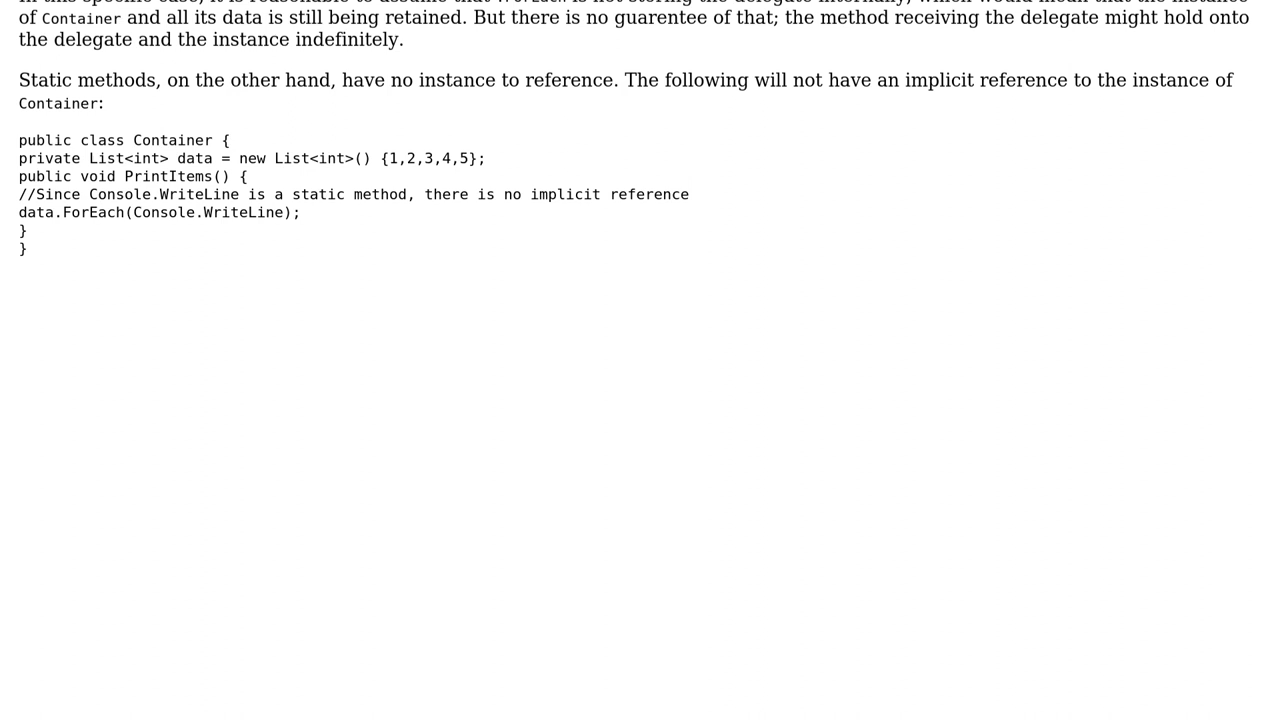 of Container and all its data is still being retained. But there is no guarentee of that; the method receiving the delegate might hold onto
the delegate and the instance indefinitely.
Static methods, on the other hand, have no instance to reference. The following will not have an implicit reference to the instance of
Container:
public class Container {
private List<int> data = new List<int>() {1,2,3,4,5};
public void PrintItems() {
//Since Console.WriteLine is a static method, there is no implicit reference
data.ForEach(Console.WriteLine);
}
}